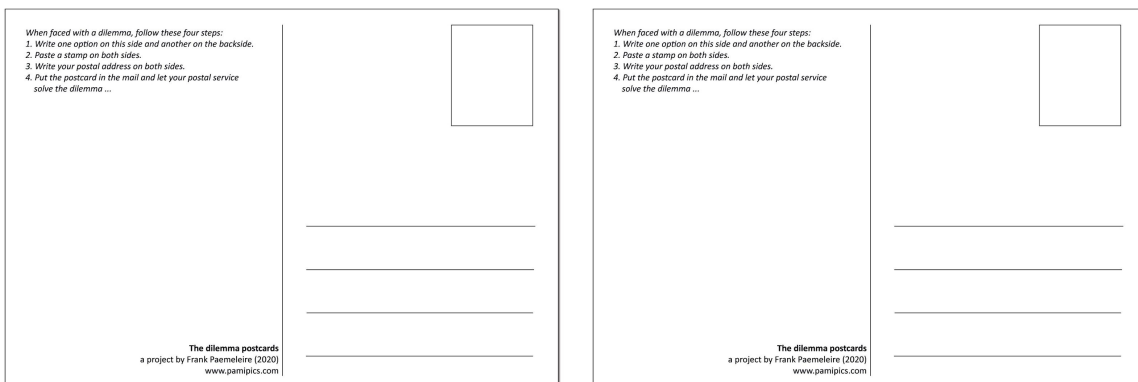 When faced with a dilemma, follow these four steps:
1. Write one option on this side and another on the backside.
2. Paste a stamp on both sides.
3. Write your postal address on both sides.
4. Put the postcard in the mail and let your postal service
solve the dilemma ...
The dilemma postcards
a project by Frank Paemeleire (2020)
www.pamipics.com
When faced with a dilemma, follow these four steps:
1. Write one option on this side and another on the backside.
2. Paste a stamp on both sides.
3. Write your postal address on both sides.
4. Put the postcard in the mail and let your postal service
solve the dilemma ...
The dilemma postcards
a project by Frank Paemeleire (2020)
www.pamipics.com